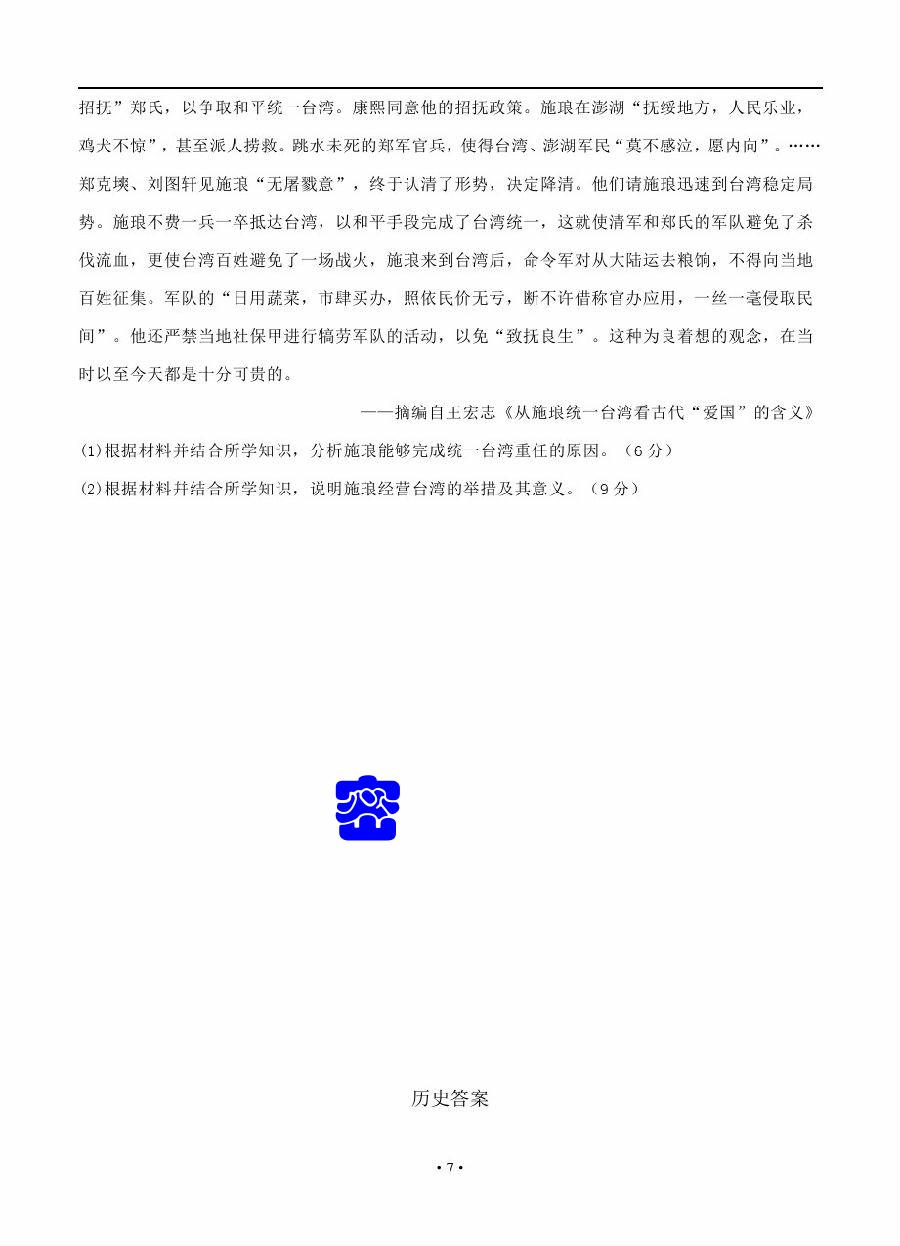 招抚”郑氏，以争取和平统一台湾。康熙同意他的招抚政策。施琅在澎湖“抚绥地方，人民乐业，
鸡犬不惊”，甚至派人捞救。跳水未死的郑军官兵，使得台湾、澎湖军民“莫不感泣，愿内向”。……
郑克塽、刘图轩见施琅“无屠戮意”，终于认清了形势，决定降清。他们请施琅迅速到台湾稳定局
势。施琅不费一兵一卒抵达台湾，以和平手段完成了台湾统一，这就使清军和郑氏的军队避免了杀
伐流血，更使台湾百姓避免了一场战火，施琅来到台湾后，命令军对从大陆运去粮饷，不得向当地
百姓征集。军队的“日用蔬菜，市肆买办，照依民价无亏，断不许借称官办应用，一丝一毫侵取民
间”。他还严禁当地社保甲进行犒劳军队的活动，以免“致抚良生”。这种为良着想的观念，在当
时以至今天都是十分可贵的。
——摘编自王宏志《从施琅统一台湾看古代“爱国”的含义》
(1)根据材料并结合所学知识，分析施琅能够完成统一台湾重任的原因。（6分）
(2)根据材料并结合所学知识，说明施琅经营台湾的举措及其意义。（9分）
历史答案
• 7 •